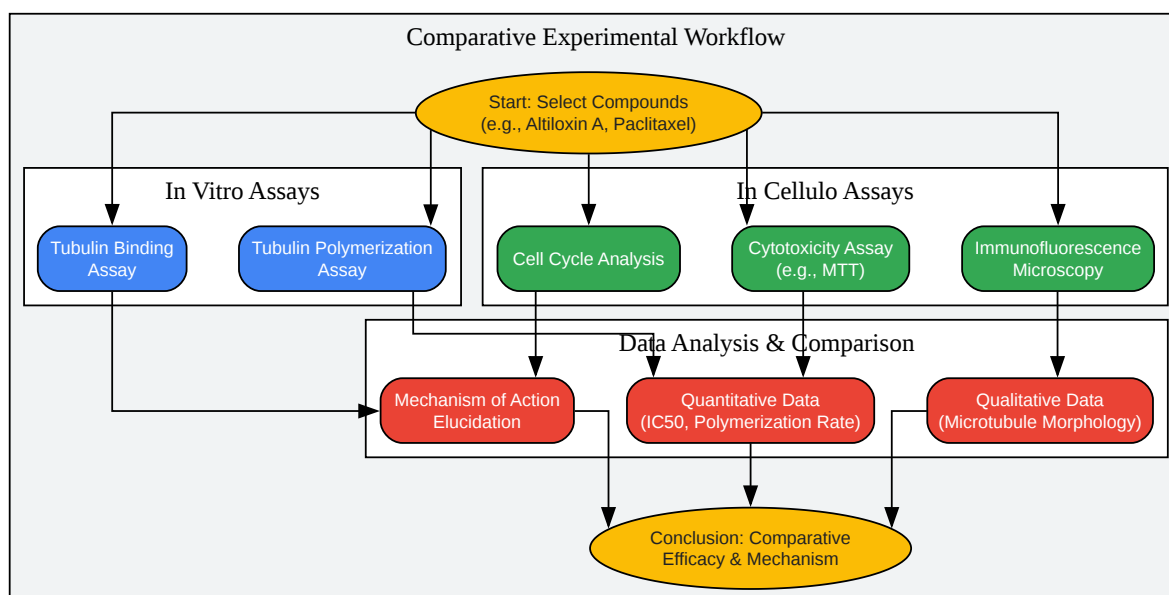 Comparative Experimental Workflow
Start: Select Compounds
(e.g., Altiloxin A, Paclitaxel)
In Vitro Assays
In Cellulo Assays
Tubulin Binding
Assay
Tubulin Polymerization
Assay
Cell Cycle Analysis
Cytotoxicity Assay
(e.g., MTT)
Immunofluorescence
Microscopy
Data Analysis & Comparison
Mechanism of Action
Elucidation
Quantitative Data
(IC50, Polymerization Rate)
Qualitative Data
(Microtubule Morphology)
Conclusion: Comparative
Efficacy & Mechanism